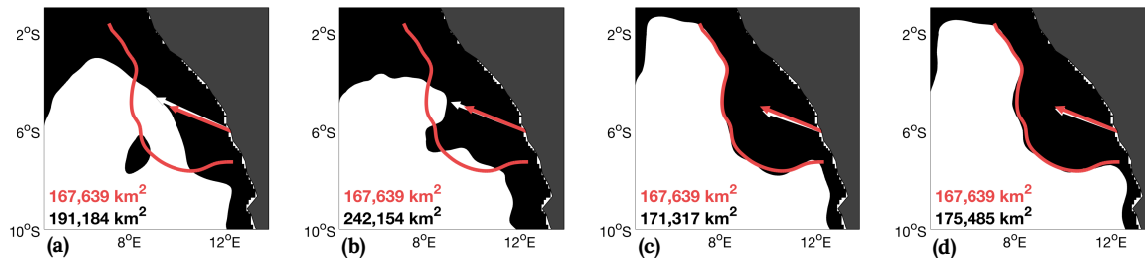 2°S
6°S
10°S
167,639 km²
191,184 km²
(a)
8°E
12°E
2°S
6°S
10°S
167,639 km²
242,154 km²
(b)
8°E
12°E
2°S
6°S
10°S
167,639 km²
171,317 km²
(c)
8°E
12°E
2°S
6°S
10°S
167,639 km²
175,485 km²
(d)
8°E
12°E